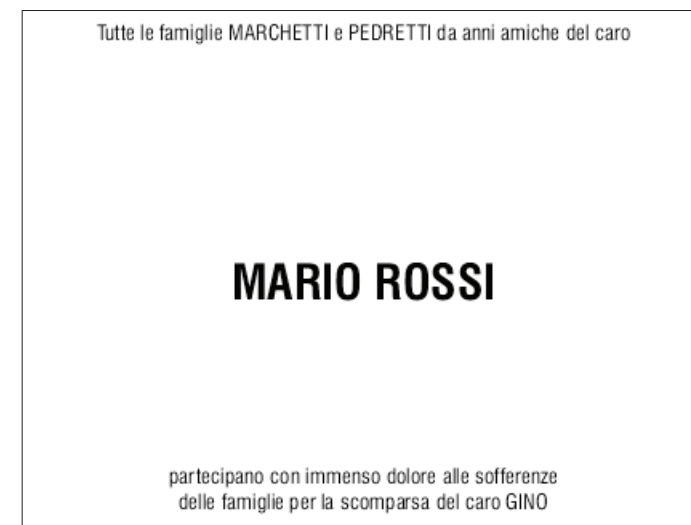 Tutte le famiglie MARCHETTI e PEDRETTI da anni amiche del caro
MARIO ROSSI
partecipano con immenso dolore alle sofferenze
delle famiglie per la scomparsa del caro GINO